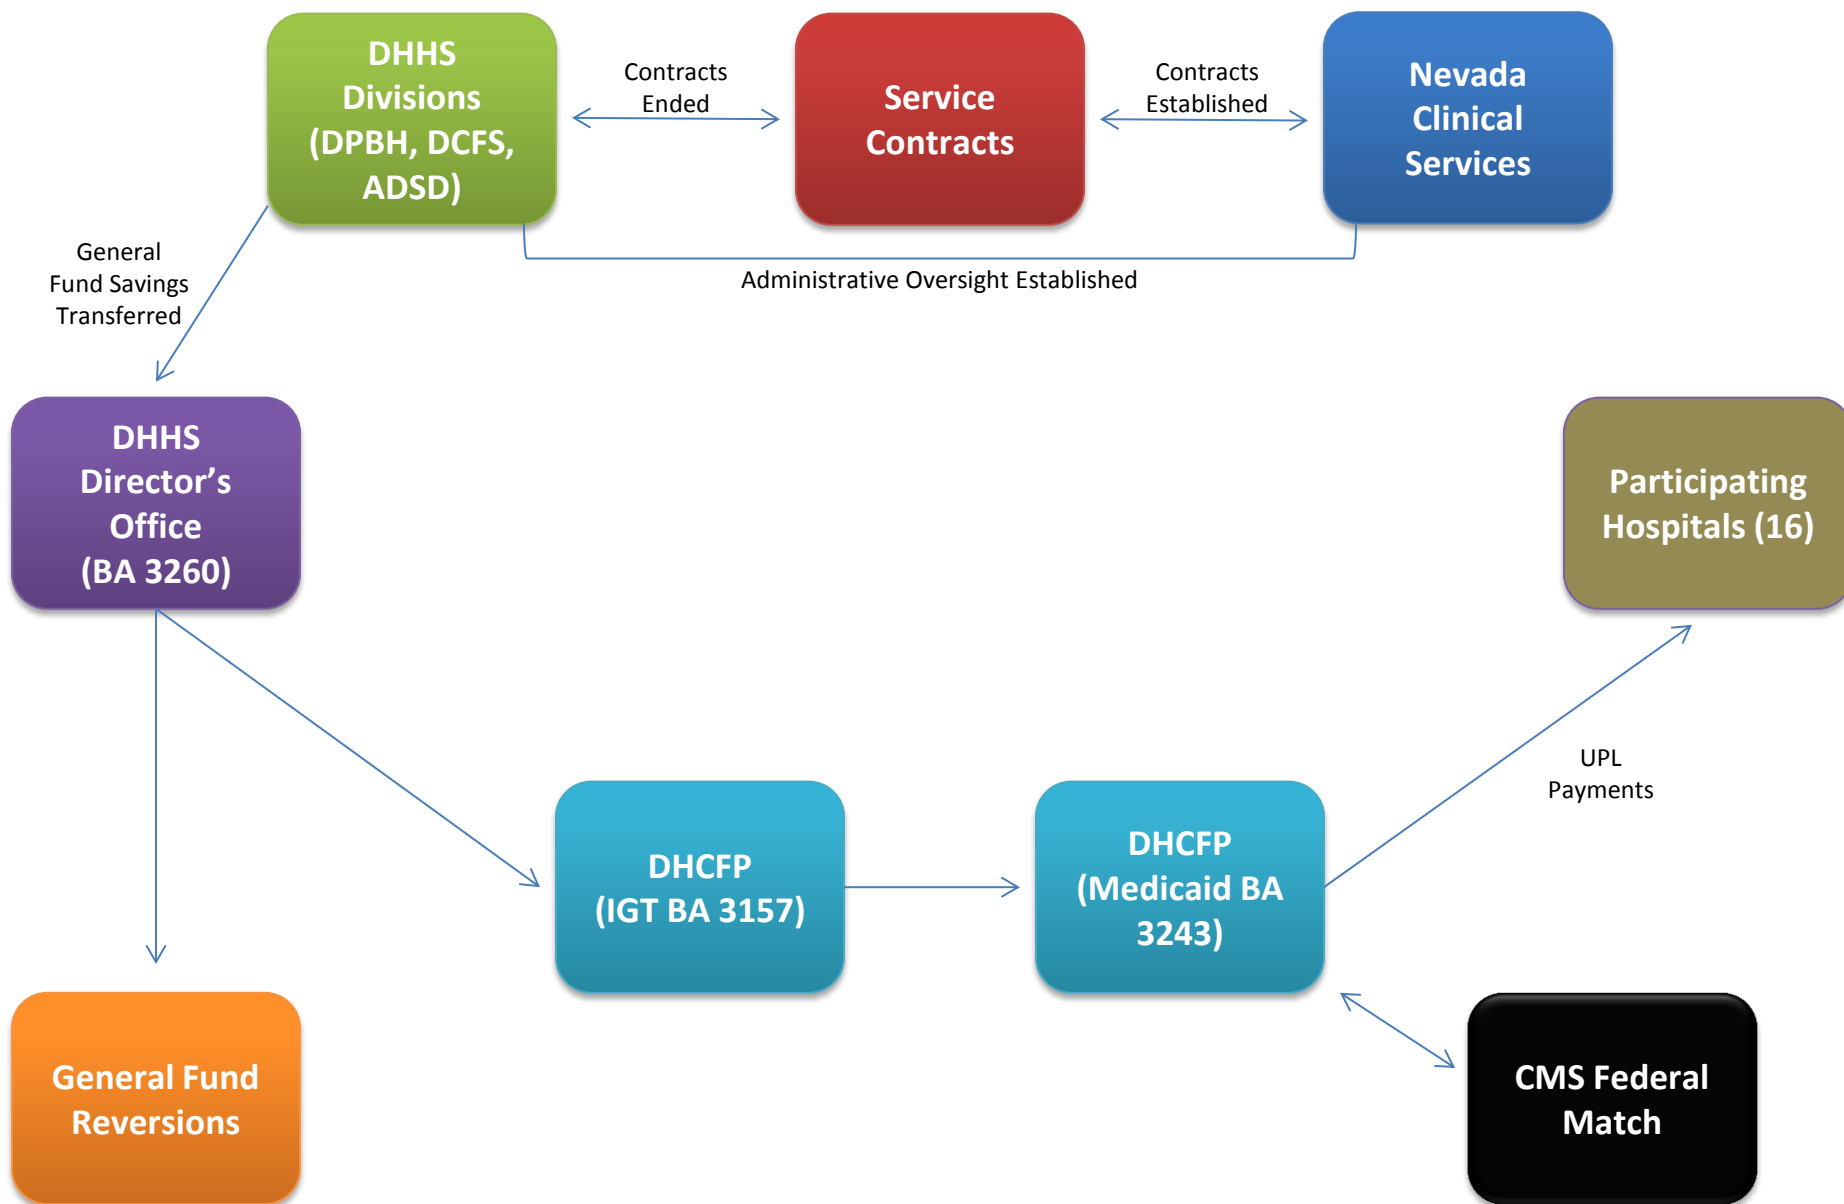 DHHS
Divisions
(DPBH, DCFS,
ADSD)
Contracts
Ended
Service
Contracts
Contracts
Established
Nevada
Clinical
Services
General
Fund Savings
Transferred
Administrative Oversight Established
DHHS
Director’s
Office
(BA 3260)
Participating
Hospitals (16)
UPL
Payments
DHCFP
(IGT BA 3157)
DHCFP
(Medicaid BA
3243)
General Fund
Reversions
CMS Federal
Match